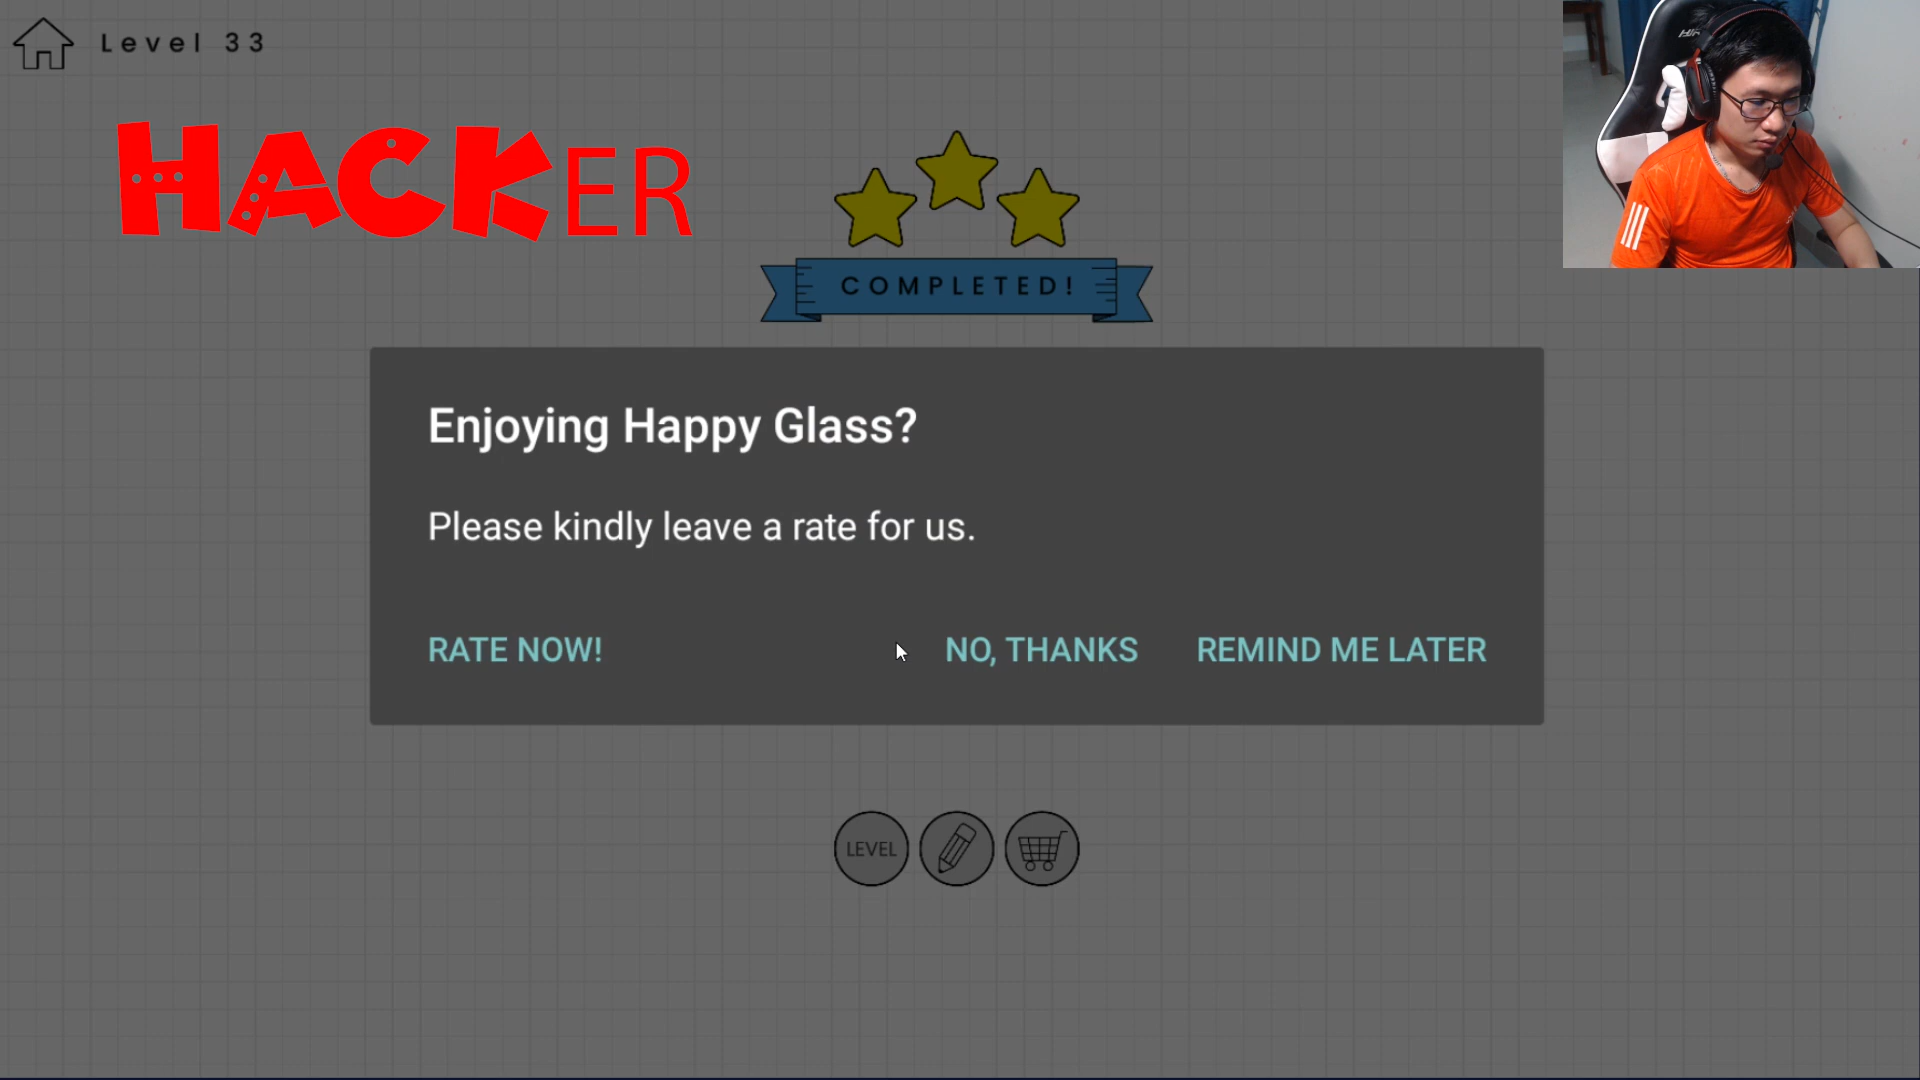 Level 33
HACKER
COMPLETED!
Enjoying Happy Glass?
Please kindly leave a rate for us.
RATE NOW!
NO, THANKS
REMIND ME LATER
LEVEL